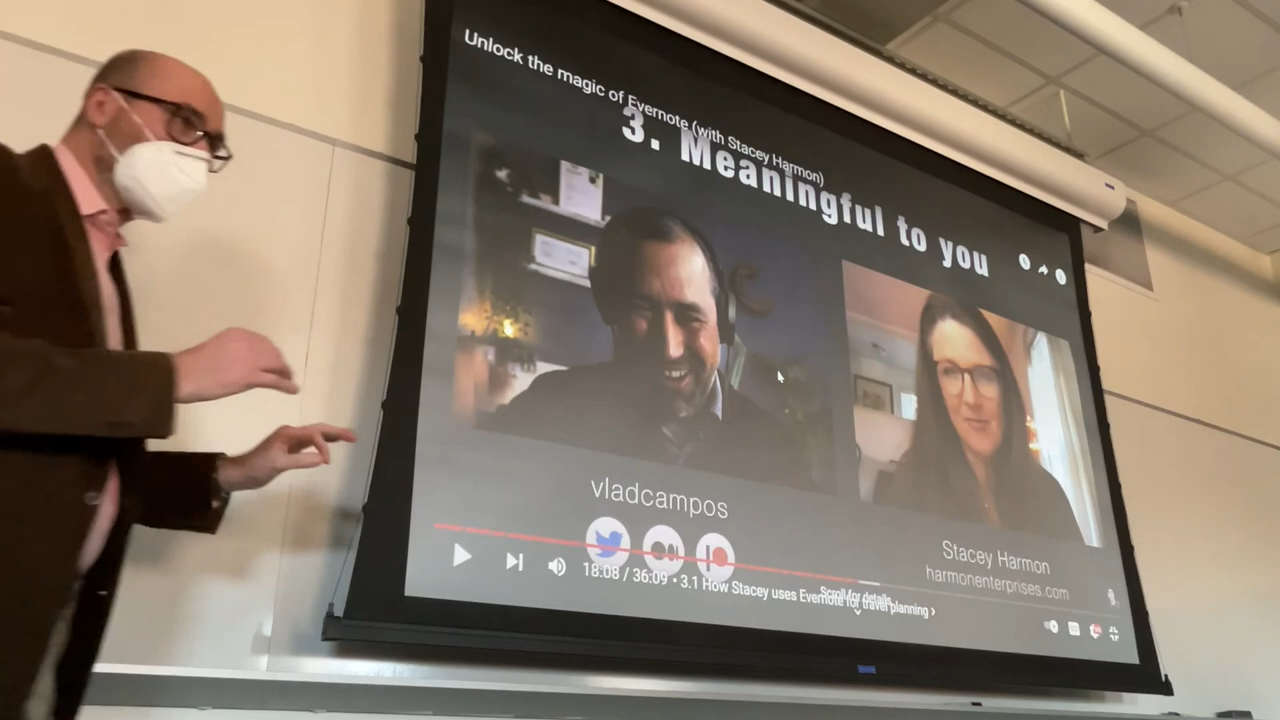 Unlock the magic of Evernote (with Stacey Harmon)
3. Meaningful to you
vladcampos
Stacey Harmon
harmonenterprises.com
18:08 / 36:09 • 3.1 How Stacey uses Evernote for travel planning ›
Scroll for details